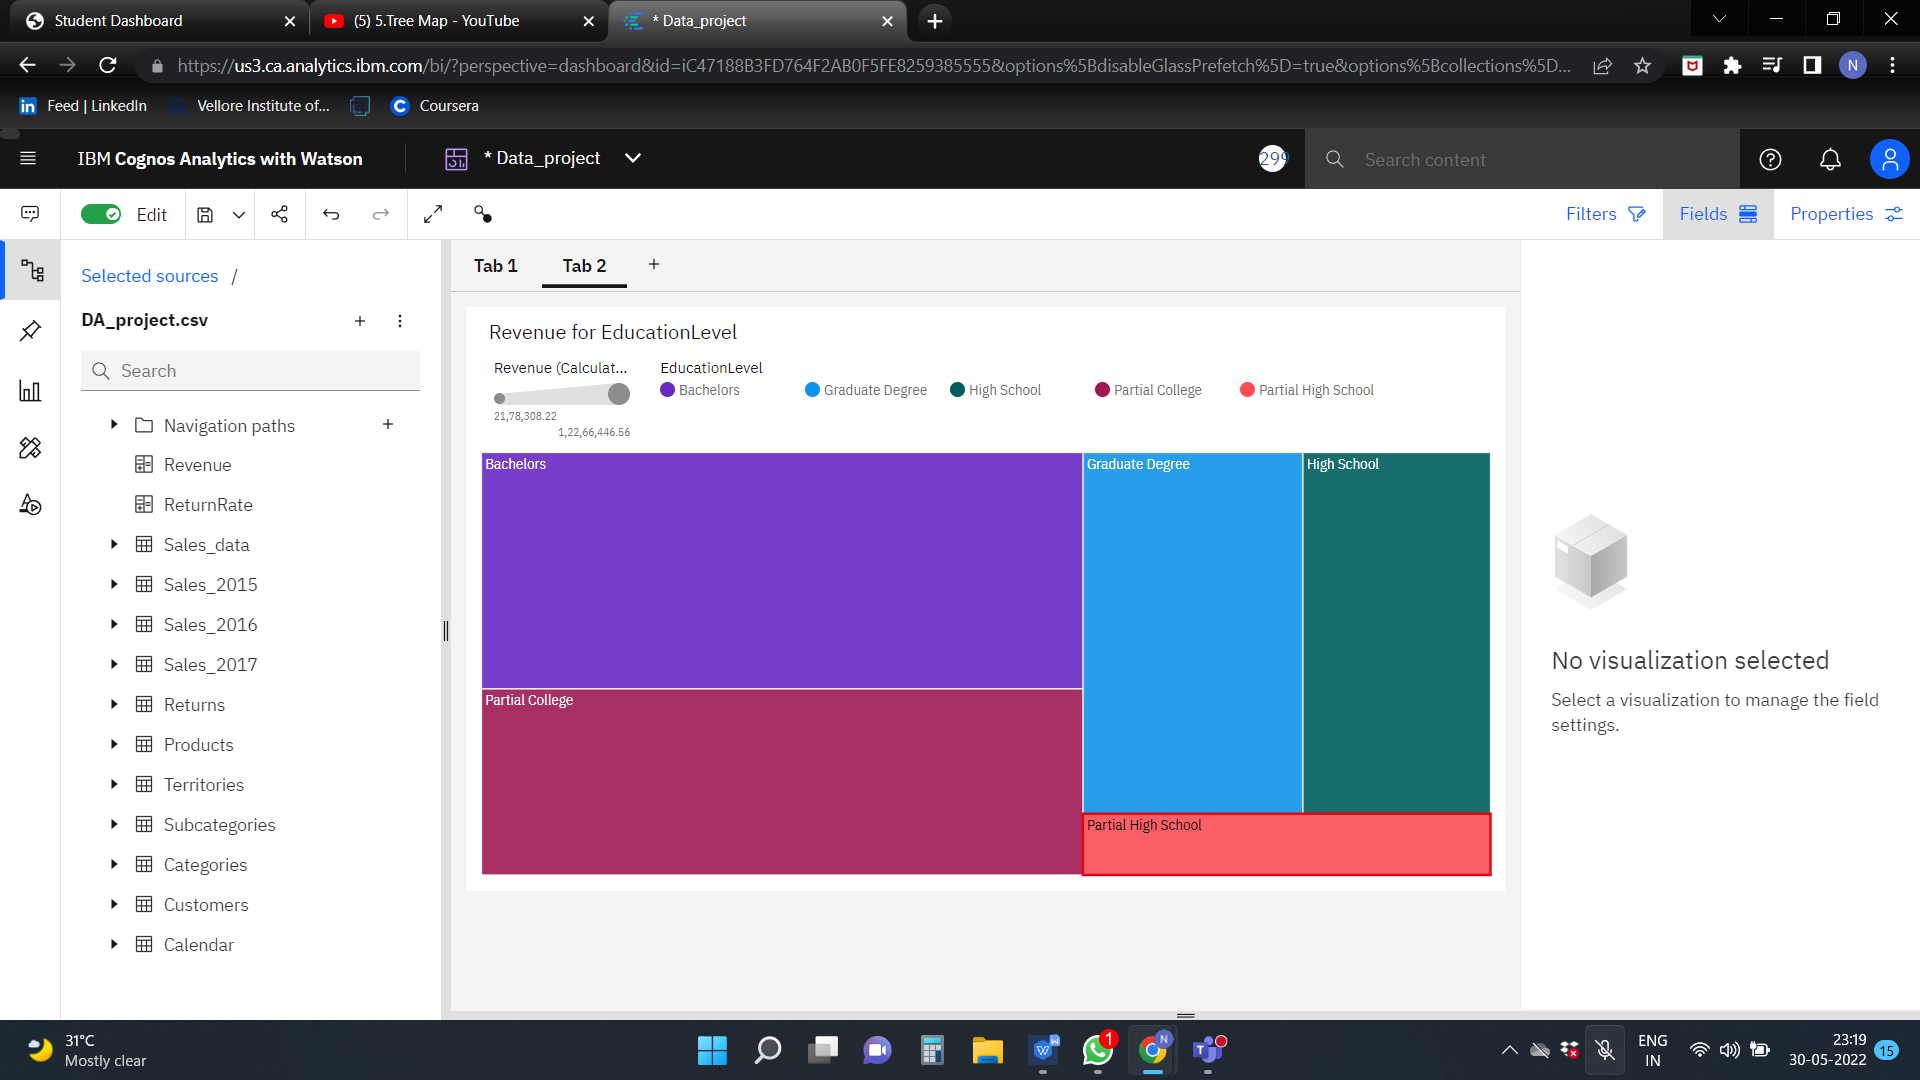 Student Dashboard
(5) 5.Tree Map - YouTube
* Data_project
https://us3.ca.analytics.ibm.com/bi/?perspective=dashboard&id=iC47188B3FD764F2AB0F5FE8259385555&options%5BdisableGlassPrefetch%5D=true&options%5Bcollections%5D...
N
in Feed | LinkedIn
Vellore Institute of...
C Coursera
IBM Cognos Analytics with Watson
* Data_project
299
Search content
Edit
Filters
Fields
Properties
Selected sources /
DA_project.csv
Search
Navigation paths
Revenue
ReturnRate
Sales_data
Sales_2015
Sales_2016
Sales_2017
Returns
Products
Territories
Subcategories
Categories
Customers
Calendar
Tab 1
Tab 2
Revenue for EducationLevel
Revenue (Calculat...
21,78,308.22
1,22,66,446.56
EducationLevel
Bachelors
Graduate Degree
High School
Partial College
Partial High School
Bachelors
Graduate Degree
High School
Partial College
Partial High School
No visualization selected
Select a visualization to manage the field
settings.
31°C
Mostly clear
W
1
N
T
ENG
IN
23:19
30-05-2022
15